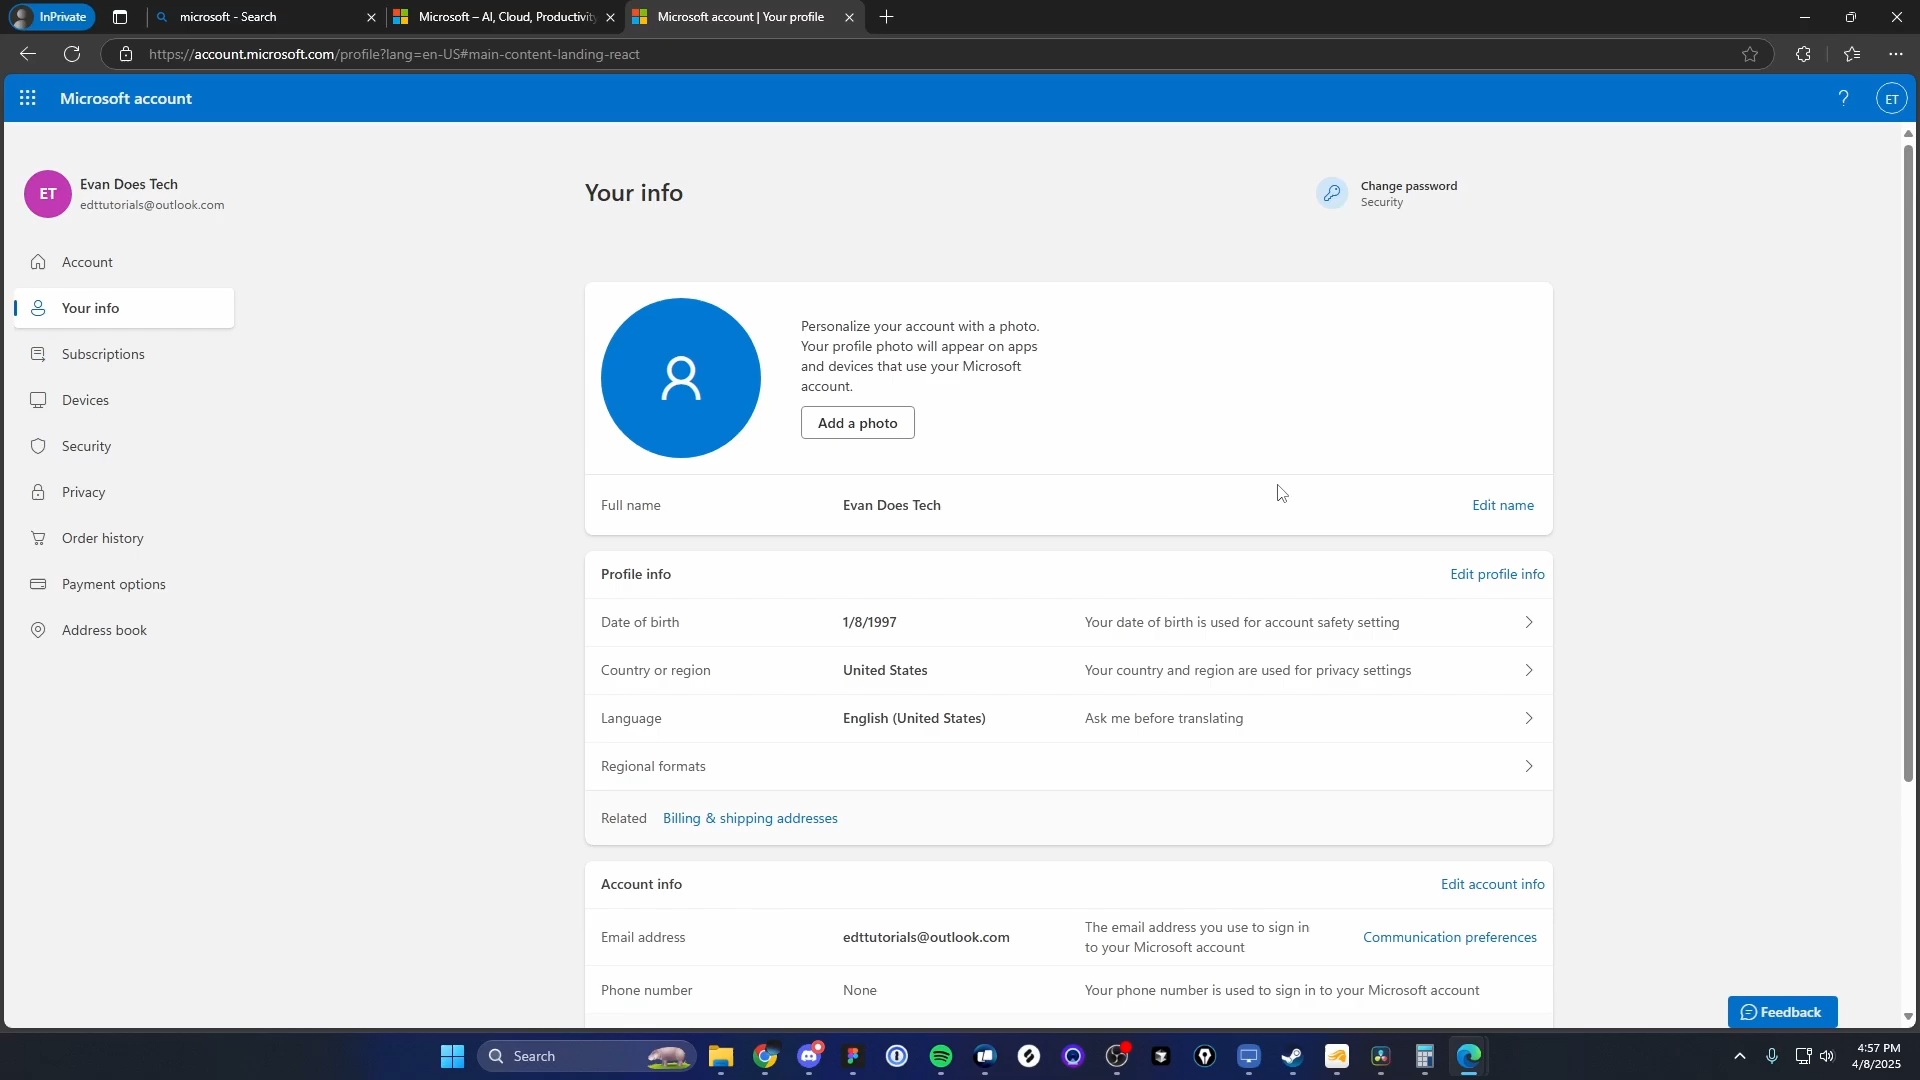 InPrivate
microsoft - Search
Microsoft – AI, Cloud, Productivity
Microsoft account | Your profile
https://account.microsoft.com/profile?lang=en-US#main-content-landing-react
Microsoft account
?
ET
ET
Evan Does Tech
edttutorials@outlook.com
Account
Your info
Subscriptions
Devices
Security
Privacy
Order history
Payment options
Address book
Your info
Change password
Security
Personalize your account with a photo.
Your profile photo will appear on apps
and devices that use your Microsoft
account.
Add a photo
Full name Evan Does Tech Edit name
Profile info Edit profile info
Date of birth 1/8/1997 Your date of birth is used for account safety setting
Country or region United States Your country and region are used for privacy settings
Language English (United States) Ask me before translating
Regional formats
Related Billing & shipping addresses
Account info Edit account info
Email address edttutorials@outlook.com The email address you use to sign in
to your Microsoft account Communication preferences
Phone number None Your phone number is used to sign in to your Microsoft account
Feedback
Search
4:57 PM
4/8/2025